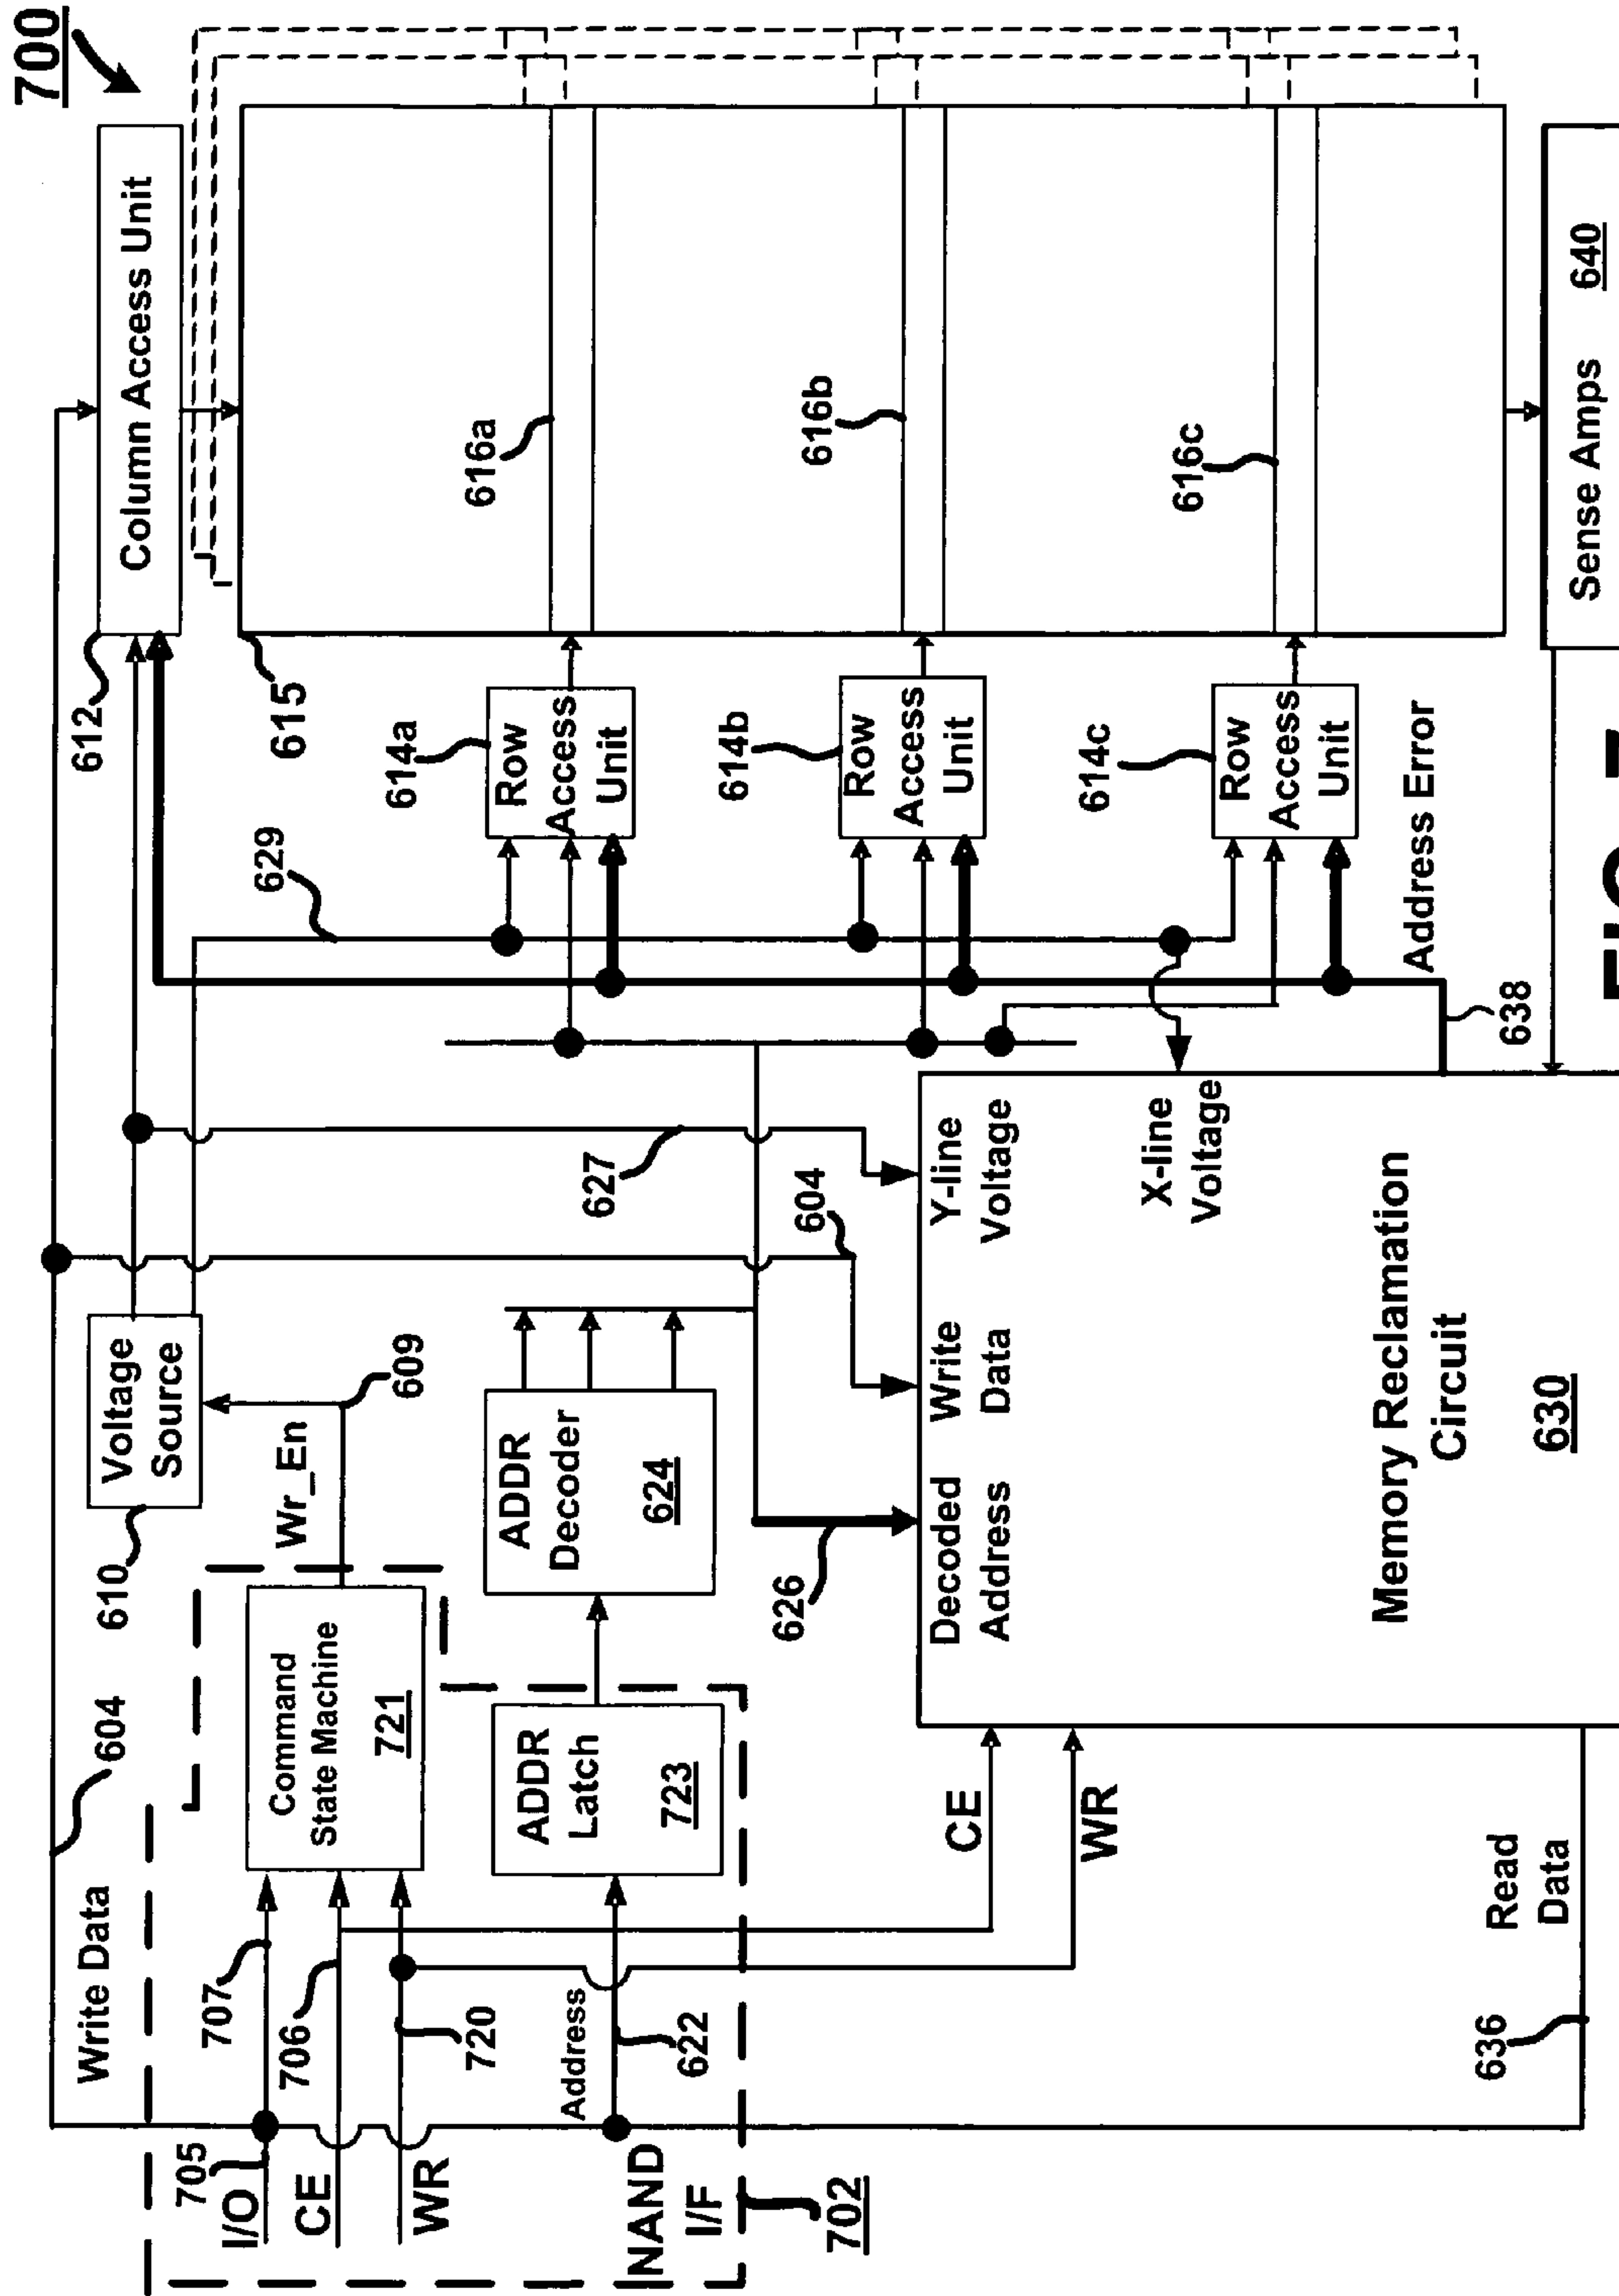 700
Column Access Unit
612
615
616a
616b
616c
Sense Amps 640
614a
Row
Access
Unit
614b
Row
Access
Unit
614c
Row
Access
Unit
629
Address Error
638
627
604
Voltage
Source
610
609
Wr_En
ADDR
Decoder
624
626
Y-line
Voltage
X-line
Voltage
Write
Data
Decoded
Address
Memory Reclamation
Circuit
630
604
Write Data
Command
State Machine
721
ADDR
Latch
723
707
706
720
Address
622
705
I/O
CE
WR
NAND
I/F
702
CE
WR
Read
Data
636